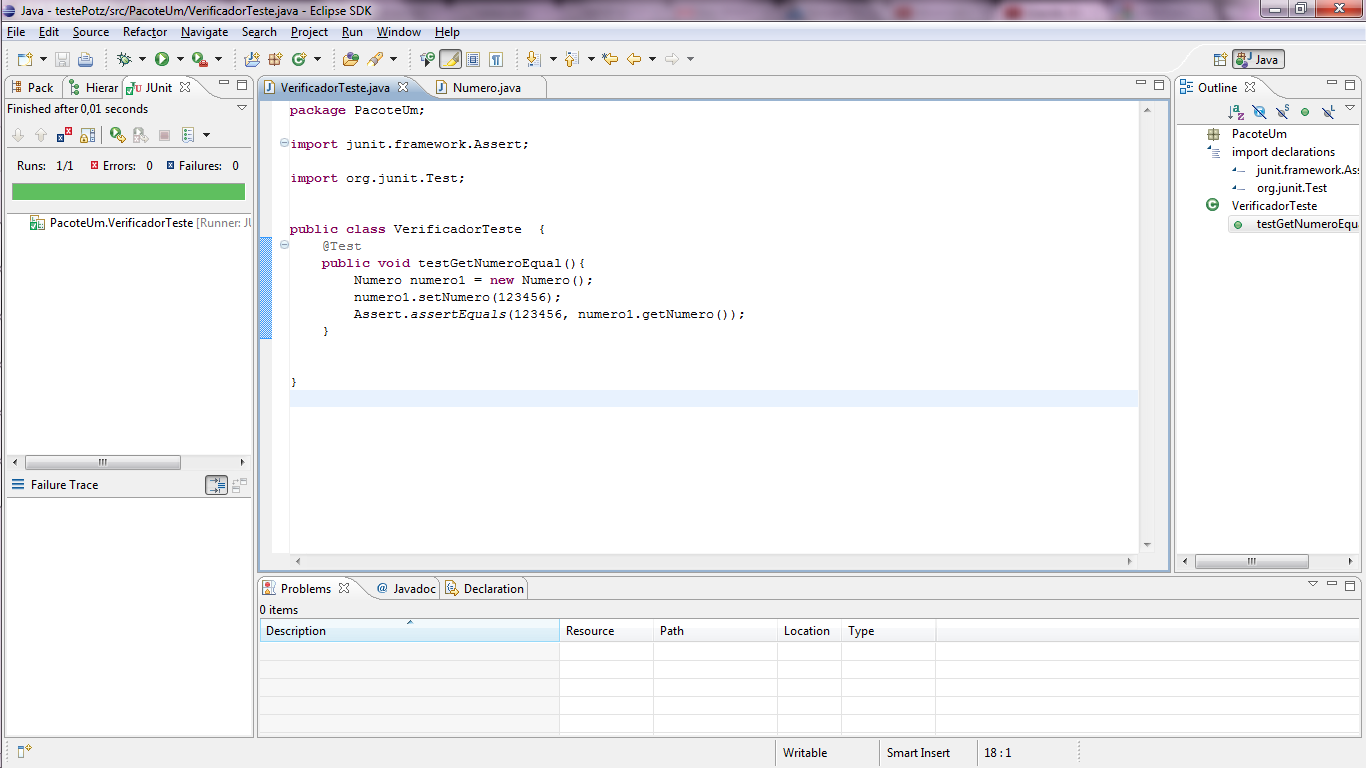 Java - testePotz/src/PacoteUm/VerificadorTeste.java - Eclipse SDK
File Edit Source Refactor Navigate Search Project Run Window Help
Java
Pack Hierar JUnit
Finished after 0,01 seconds
Runs: 1/1 Errors: 0 Failures: 0
PacoteUm.VerificadorTeste [Runner: JU
Failure Trace
VerificadorTeste.java Numero.java
package PacoteUm;
import junit.framework.Assert;
import org.junit.Test;
public class VerificadorTeste {
@Test
public void testGetNumeroEqual(){
Numero numero1 = new Numero();
numero1.setNumero(123456);
Assert.assertEquals(123456, numero1.getNumero());
}
}
Outline
PacoteUm
import declarations
junit.framework.Ass
org.junit.Test
VerificadorTeste
testGetNumeroEqua
Problems @ Javadoc Declaration
0 items
Description Resource Path Location Type
Writable Smart Insert 18 : 1